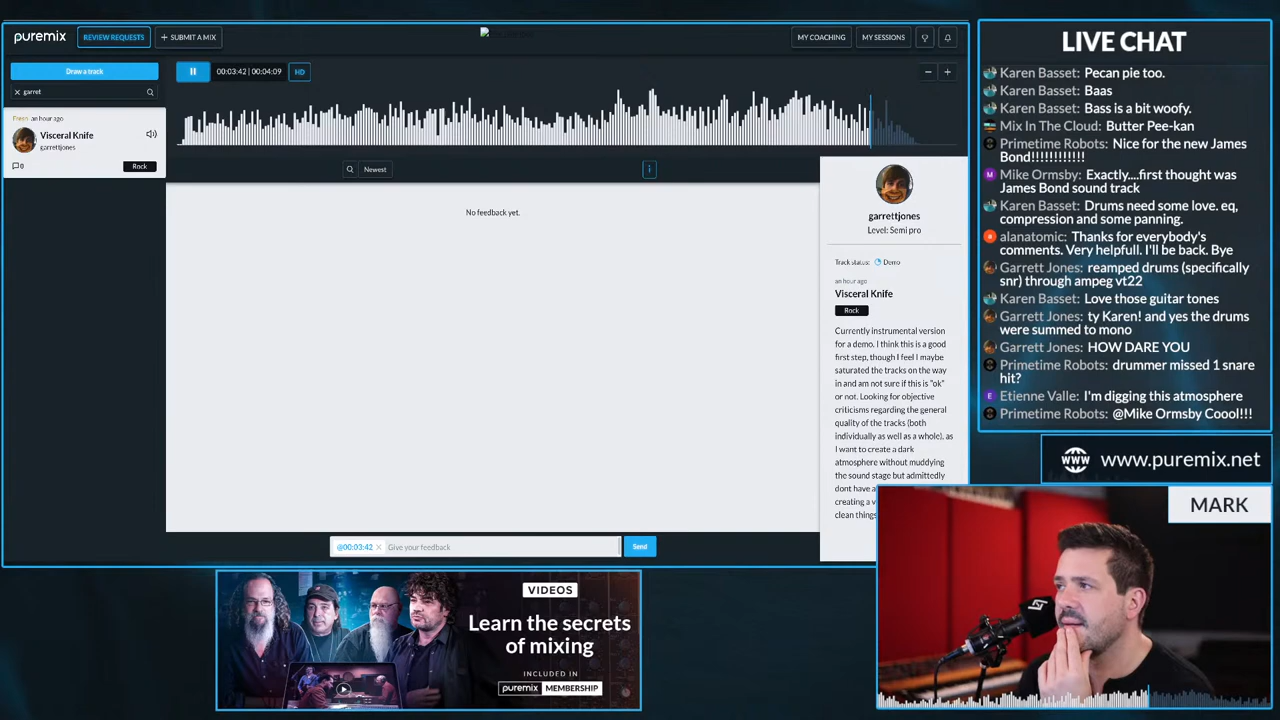 puremix
REVIEW REQUESTS
+ SUBMIT A MIX
MY COACHING
MY SESSIONS
Draw a track
garret
00:03:42 | 00:04:09
HD
Fresh an hour ago
Visceral Knife
garrettjones
0
Rock
Newest
No feedback yet.
garrettjones
Level: Semi pro
Track status: Demo
an hour ago
Visceral Knife
Rock
Currently instrumental version
for a demo. I think this is a good
first step, though I feel I maybe
saturated the tracks on the way
in and am not sure if this is "ok"
or not. Looking for objective
criticisms regarding the general
quality of the tracks (both
individually as well as a whole). as
I want to create a dark
atmosphere without muddying
the sound stage but admittedly
dont have a
creating a v
clean things
@00:03:42 × Give your feedback
Send
LIVE CHAT
Karen Basset: Pecan pie too.
Karen Basset: Baas
Karen Basset: Bass is a bit woofy.
Mix In The Cloud: Butter Pee-kan
Primetime Robots: Nice for the new James
Bond!!!!!!!!!!!!
M Mike Ormsby: Exactly....first thought was
James Bond sound track
Karen Basset: Drums need some love. eq,
compression and some panning.
a alanatomic: Thanks for everybody's
comments. Very helpfull. I'll be back. Bye
Garrett Jones: reamped drums (specifically
snr) through ampeg vt22
Karen Basset: Love those guitar tones
Garrett Jones: ty Karen! and yes the drums
were summed to mono
Garrett Jones: HOW DARE YOU
Primetime Robots: drummer missed 1 snare
hit?
E Etienne Valle: I'm digging this atmosphere
Primetime Robots: @Mike Ormsby Coool!!!
WWW www.puremix.net
MARK
VIDEOS
Learn the secrets
of mixing
INCLUDED IN
puremix MEMBERSHIP